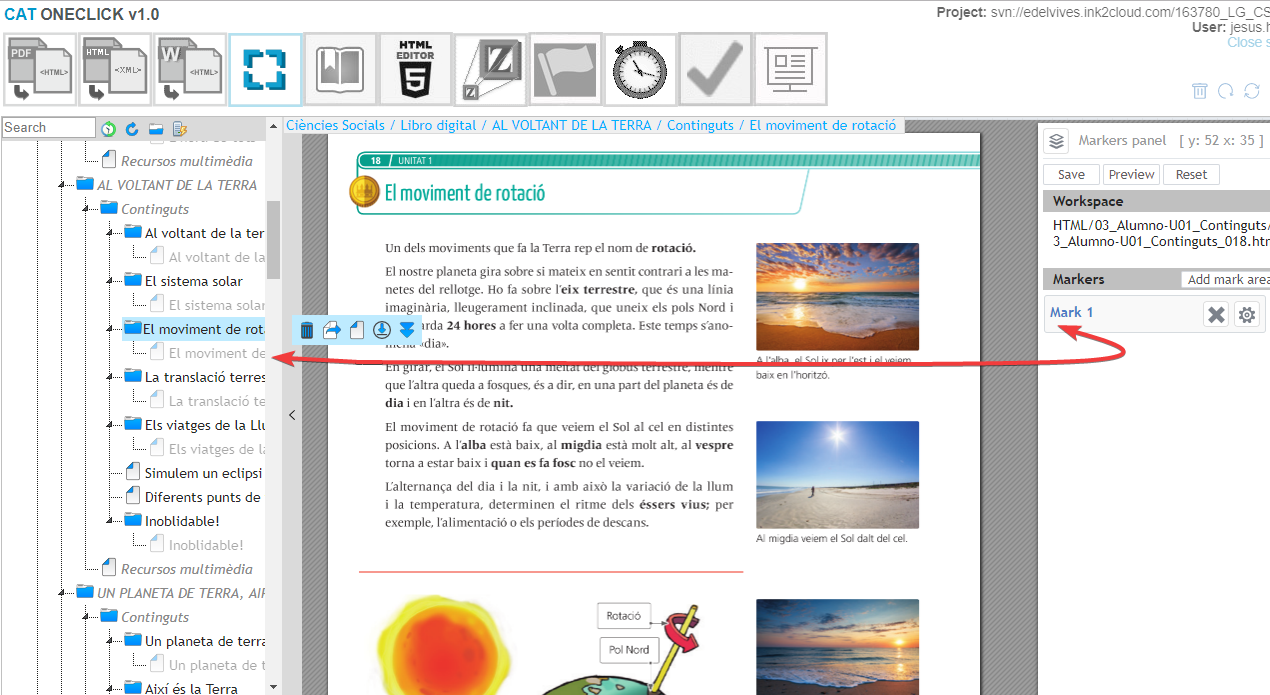 CAT ONECLICK v1.0
Project: svn://edelvives.ink2cloud.com/163780_LG_CS
User: jesus.h
Close s
PDF
<HTML>
HTML
<XML>
W
<HTML>
HTML
EDITOR
5
Z
Z
Search
Recursos multimèdia
AL VOLTANT DE LA TERRA
Continguts
Al voltant de la ter
Al voltant de la
El sistema solar
El sistema solar
El moviment de rota
El moviment de
La translació terres
La translació te
Els viatges de la Llu
Els viatges de la
Simulem un eclipsi
Diferents punts de
Inoblidable!
Inoblidable!
Recursos multimèdia
UN PLANETA DE TERRA, AIR
Continguts
Un planeta de terra
Un planeta de t
Així és la Terra
Ciències Socials / Libro digital / AL VOLTANT DE LA TERRA / Continguts / El moviment de rotació
18 / UNITAT 1
El moviment de rotació
Un dels moviments que fa la Terra rep el nom de rotació.
El nostre planeta gira sobre si mateix en sentit contrari a les ma-
netes del rellotge. Ho fa sobre l'eix terrestre, que és una línia
imaginària, lleugerament inclinada, que uneix els pols Nord i
arda 24 hores a fer una volta completa. Este temps s'ano-
mena «dia».
En girar, el Sol il·lumina una meitat del globus terrestre, mentre
que l'altra queda a fosques, és a dir, en una part del planeta és de
dia i en l'altra és de nit.
El moviment de rotació fa que veiem el Sol al cel en distintes
posicions. A l'alba està baix, al migdia està molt alt, al vespre
torna a estar baix i quan es fa fosc no el veiem.
L'alternança del dia i la nit, i amb això la variació de la llum
i la temperatura, determinen el ritme dels éssers vius; per
exemple, l'alimentació o els períodes de descans.
A l'alba, el Sol ix per l'est i el veiem
baix en l'horitzó.
Al migdia veiem el Sol dalt del cel.
Rotació
Pol Nord
Markers panel [ y: 52 x: 35 ]
Save Preview Reset
Workspace
HTML/03_Alumno-U01_Continguts/
3_Alumno-U01_Continguts_018.htm
Markers Add mark area
Mark 1